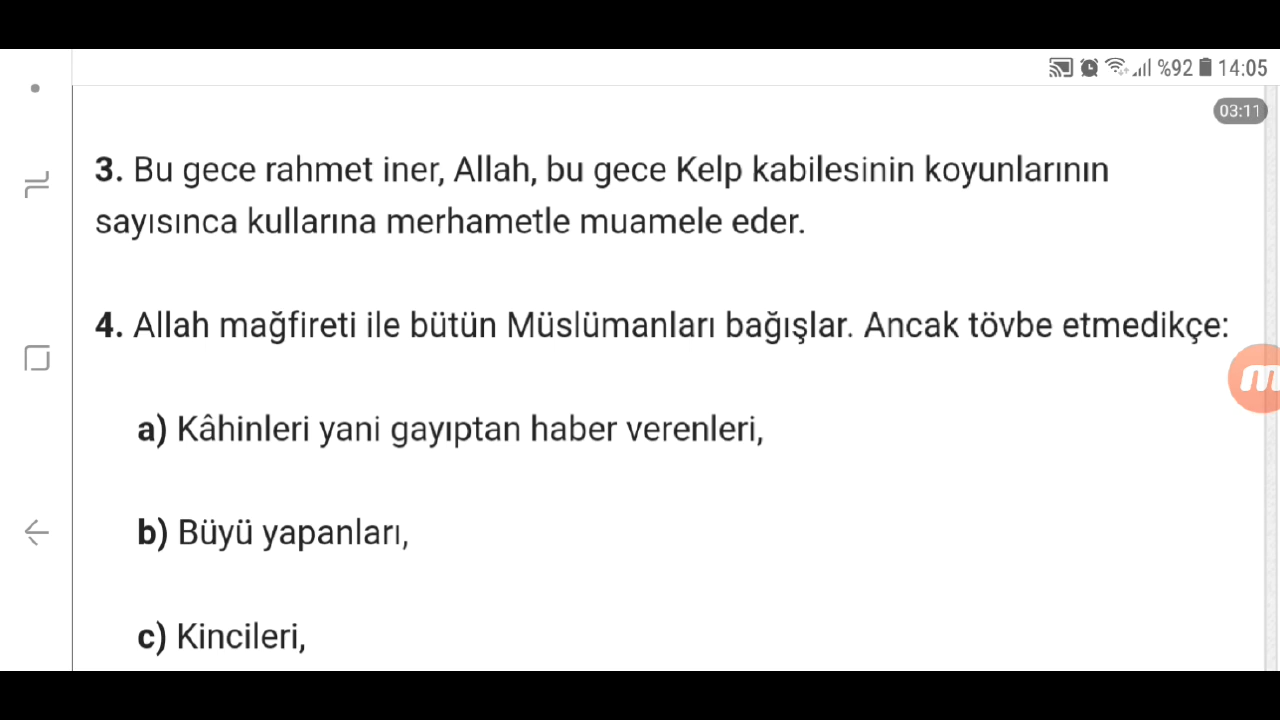 %92 14:05
03:11
3. Bu gece rahmet iner, Allah, bu gece Kelp kabilesinin koyunlarının
sayısınca kullarına merhametle muamele eder.
4. Allah mağfireti ile bütün Müslümanları bağışlar. Ancak tövbe etmedikçe:
a) Kâhinleri yani gayıptan haber verenleri,
b) Büyü yapanları,
c) Kincileri,